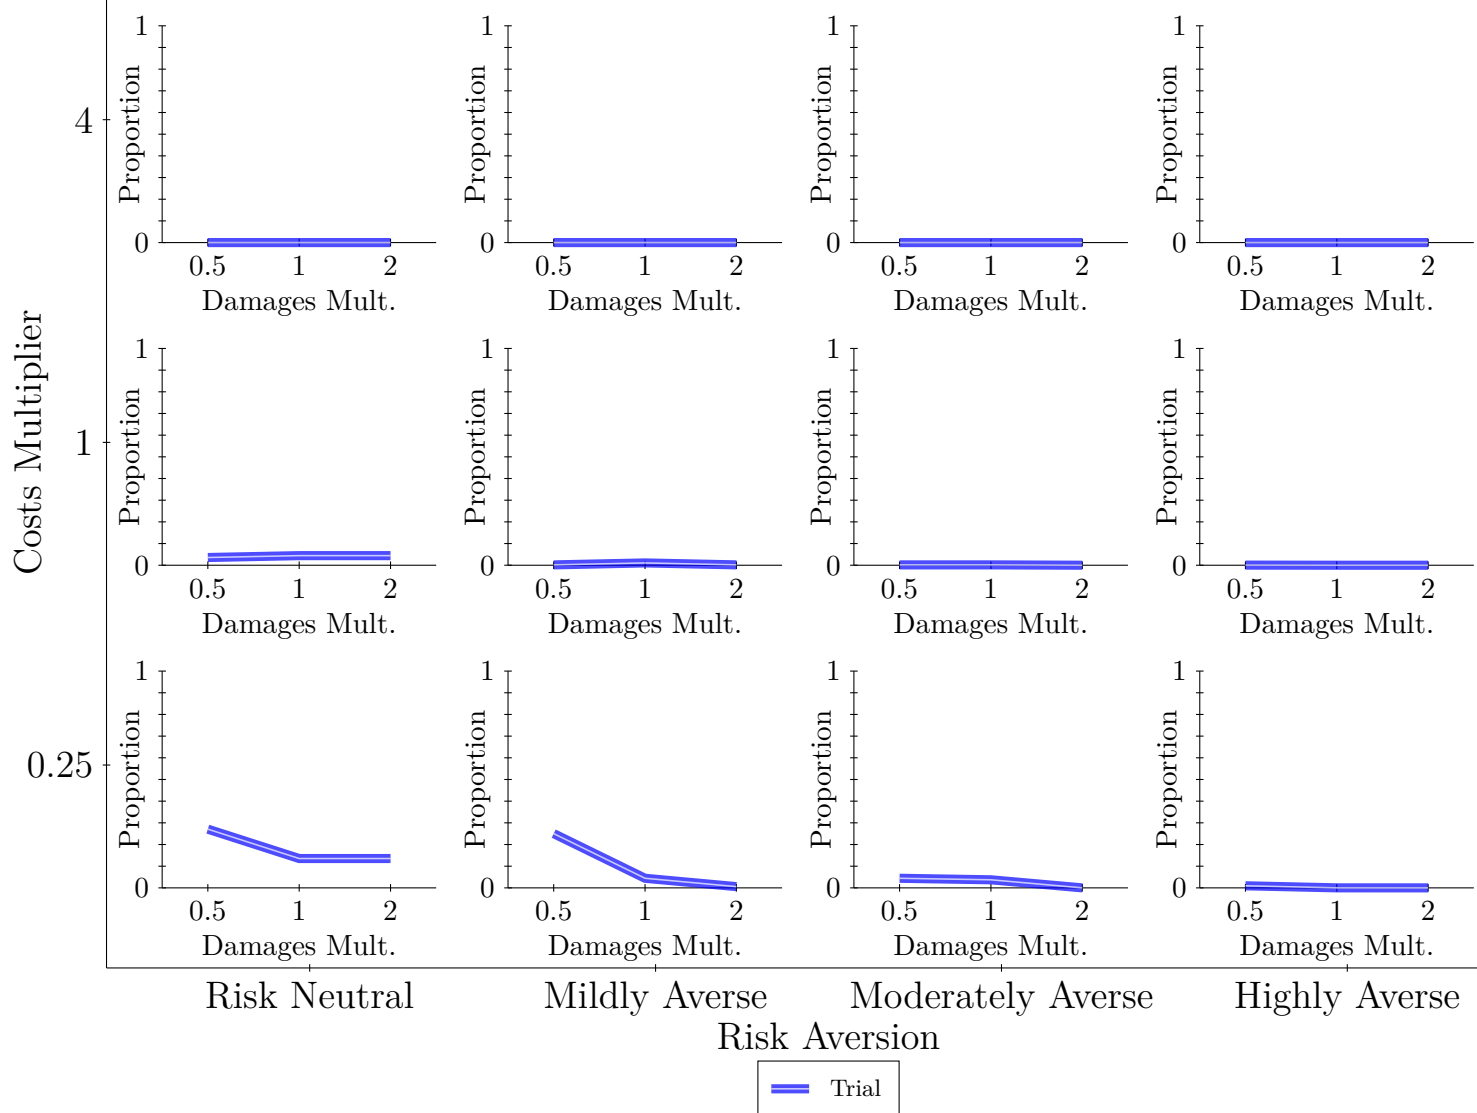 Costs Multiplier
4
1
Proportion
0
0.5 1 2
Damages Mult.
1
Proportion
0
0.5 1 2
Damages Mult.
1
Proportion
0
0.5 1 2
Damages Mult.
1
Proportion
0
0.5 1 2
Damages Mult.
1
1
Proportion
0
0.5 1 2
Damages Mult.
1
Proportion
0
0.5 1 2
Damages Mult.
1
Proportion
0
0.5 1 2
Damages Mult.
1
Proportion
0
0.5 1 2
Damages Mult.
0.25
1
Proportion
0
0.5 1 2
Damages Mult.
1
Proportion
0
0.5 1 2
Damages Mult.
1
Proportion
0
0.5 1 2
Damages Mult.
1
Proportion
0
0.5 1 2
Damages Mult.
Risk Neutral
Mildly Averse
Moderately Averse
Highly Averse
Risk Aversion
Trial